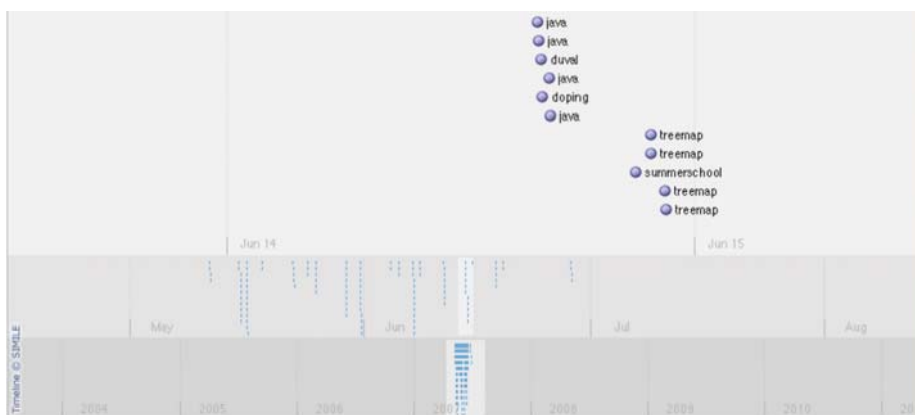 java
java
duval
java
doping
java
treemap
treemap
summerschool
treemap
treemap
Jun 14
Jun 15
May
Jun
Jul
Aug
Timeline © SIMILE
2004
2005
2006
2008
2009
2010